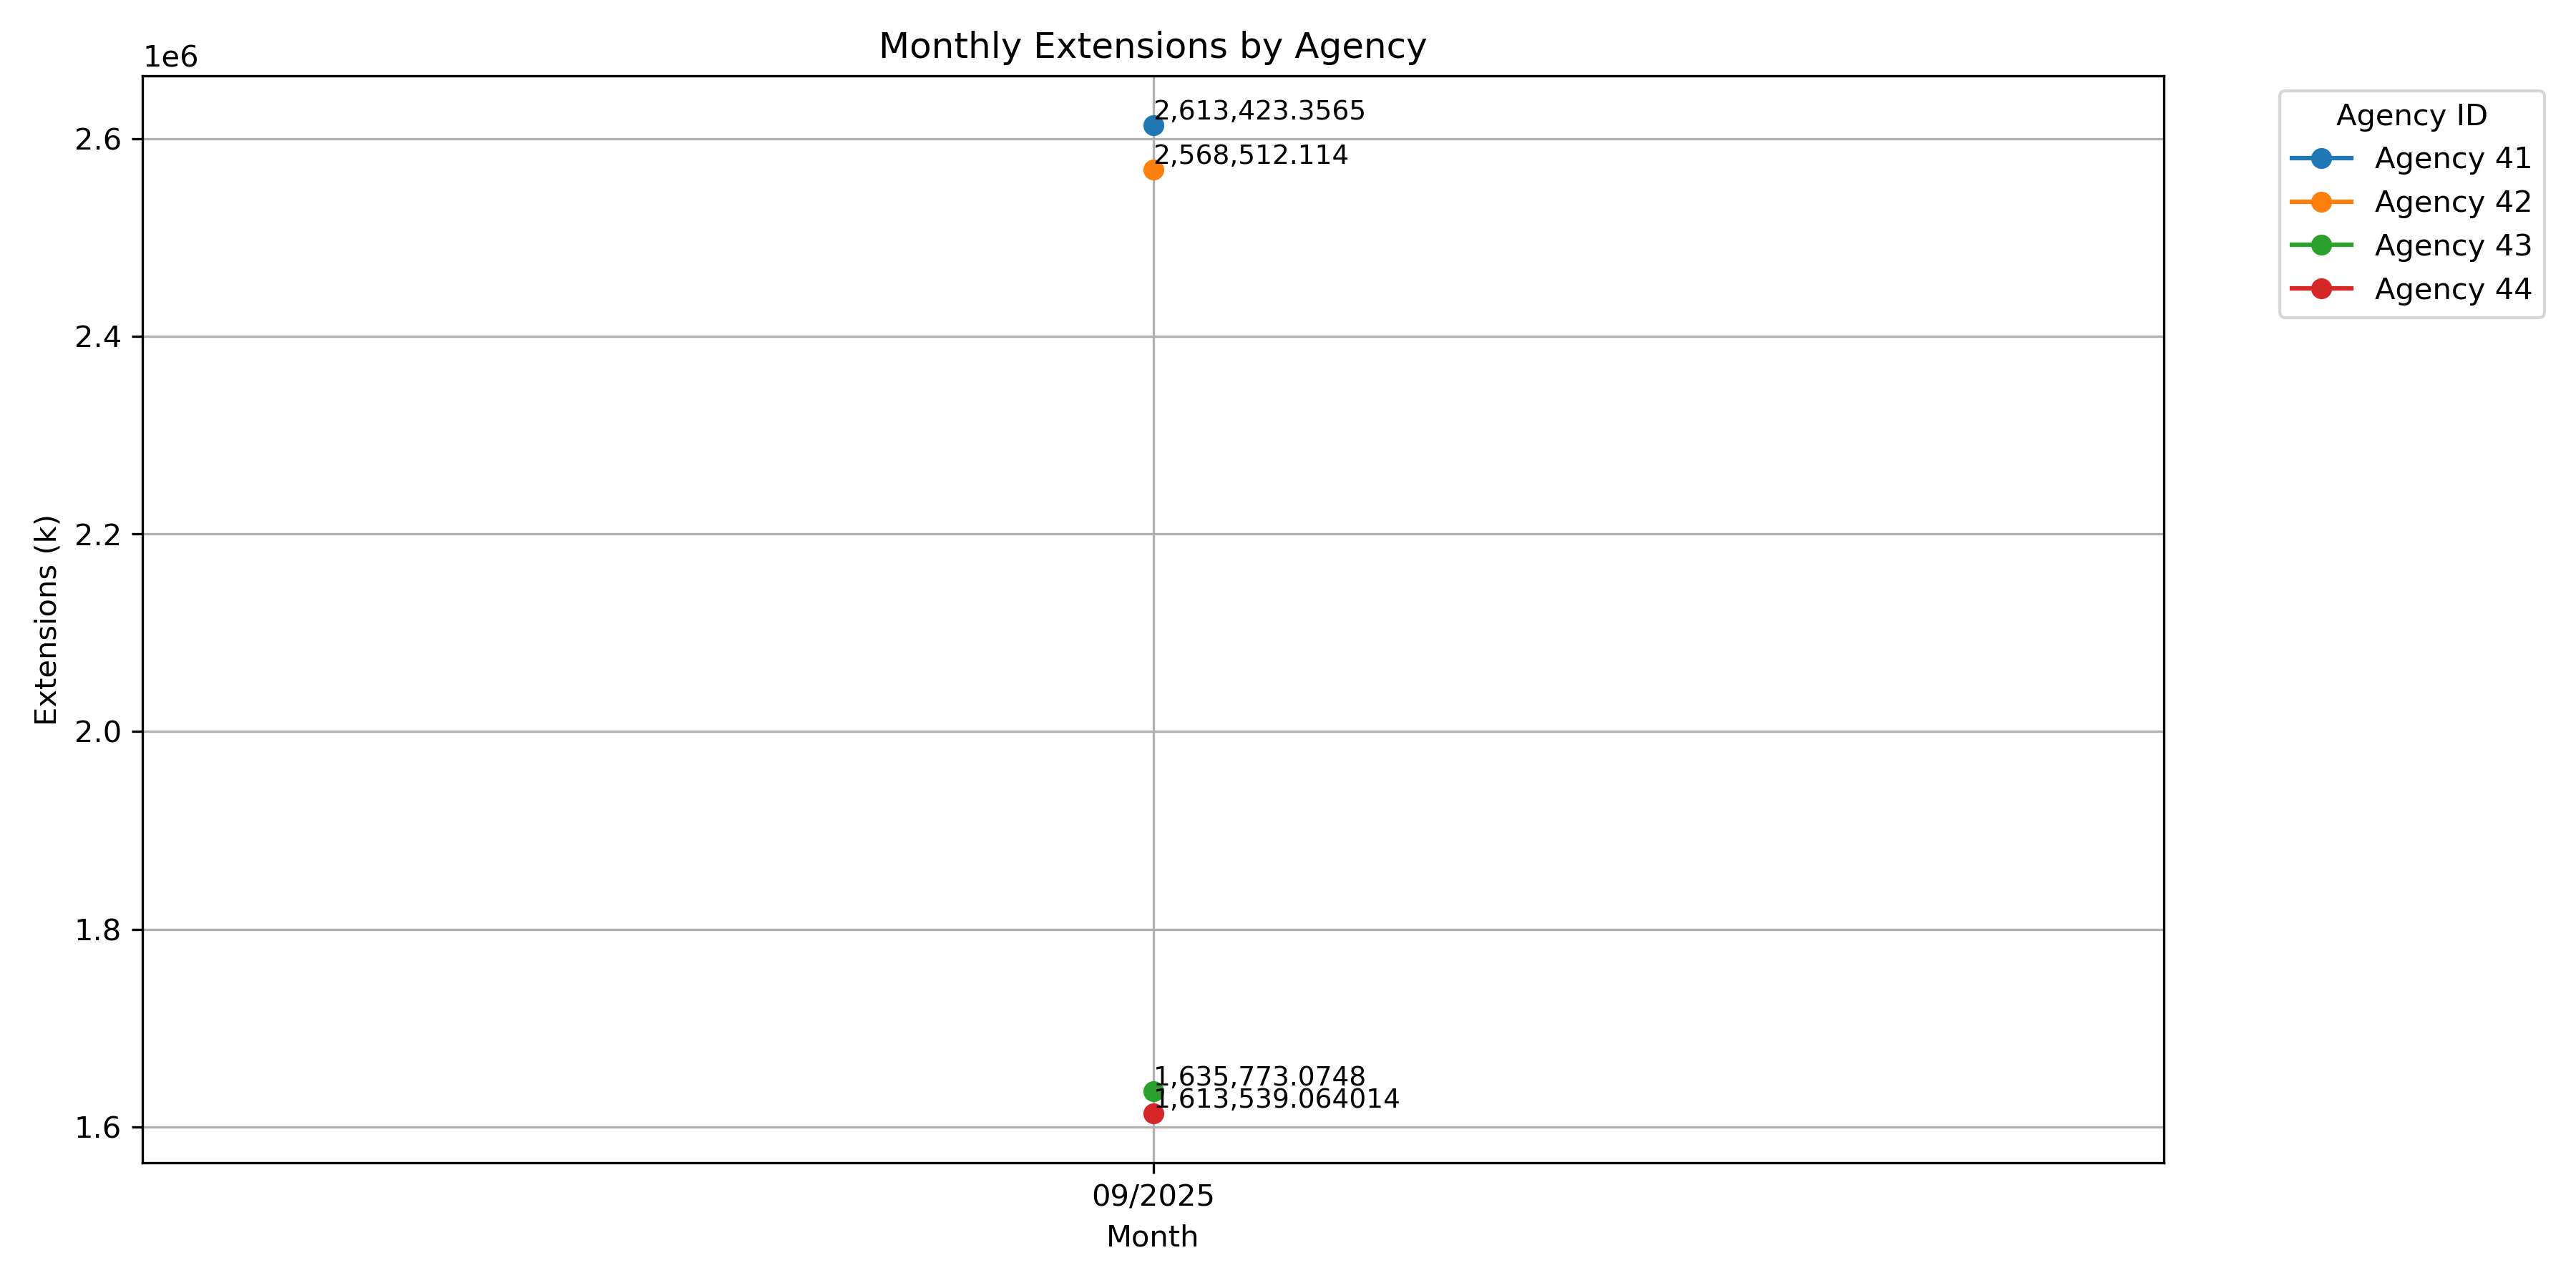 Monthly Extensions by Agency
1e6
2.6
2.4
2.2
2.0
1.8
1.6
Extensions (k)
2,613,423.3565
2,568,512.114
1,635,773.0748
1,613,539.064014
09/2025
Month
Agency ID
Agency 41
Agency 42
Agency 43
Agency 44